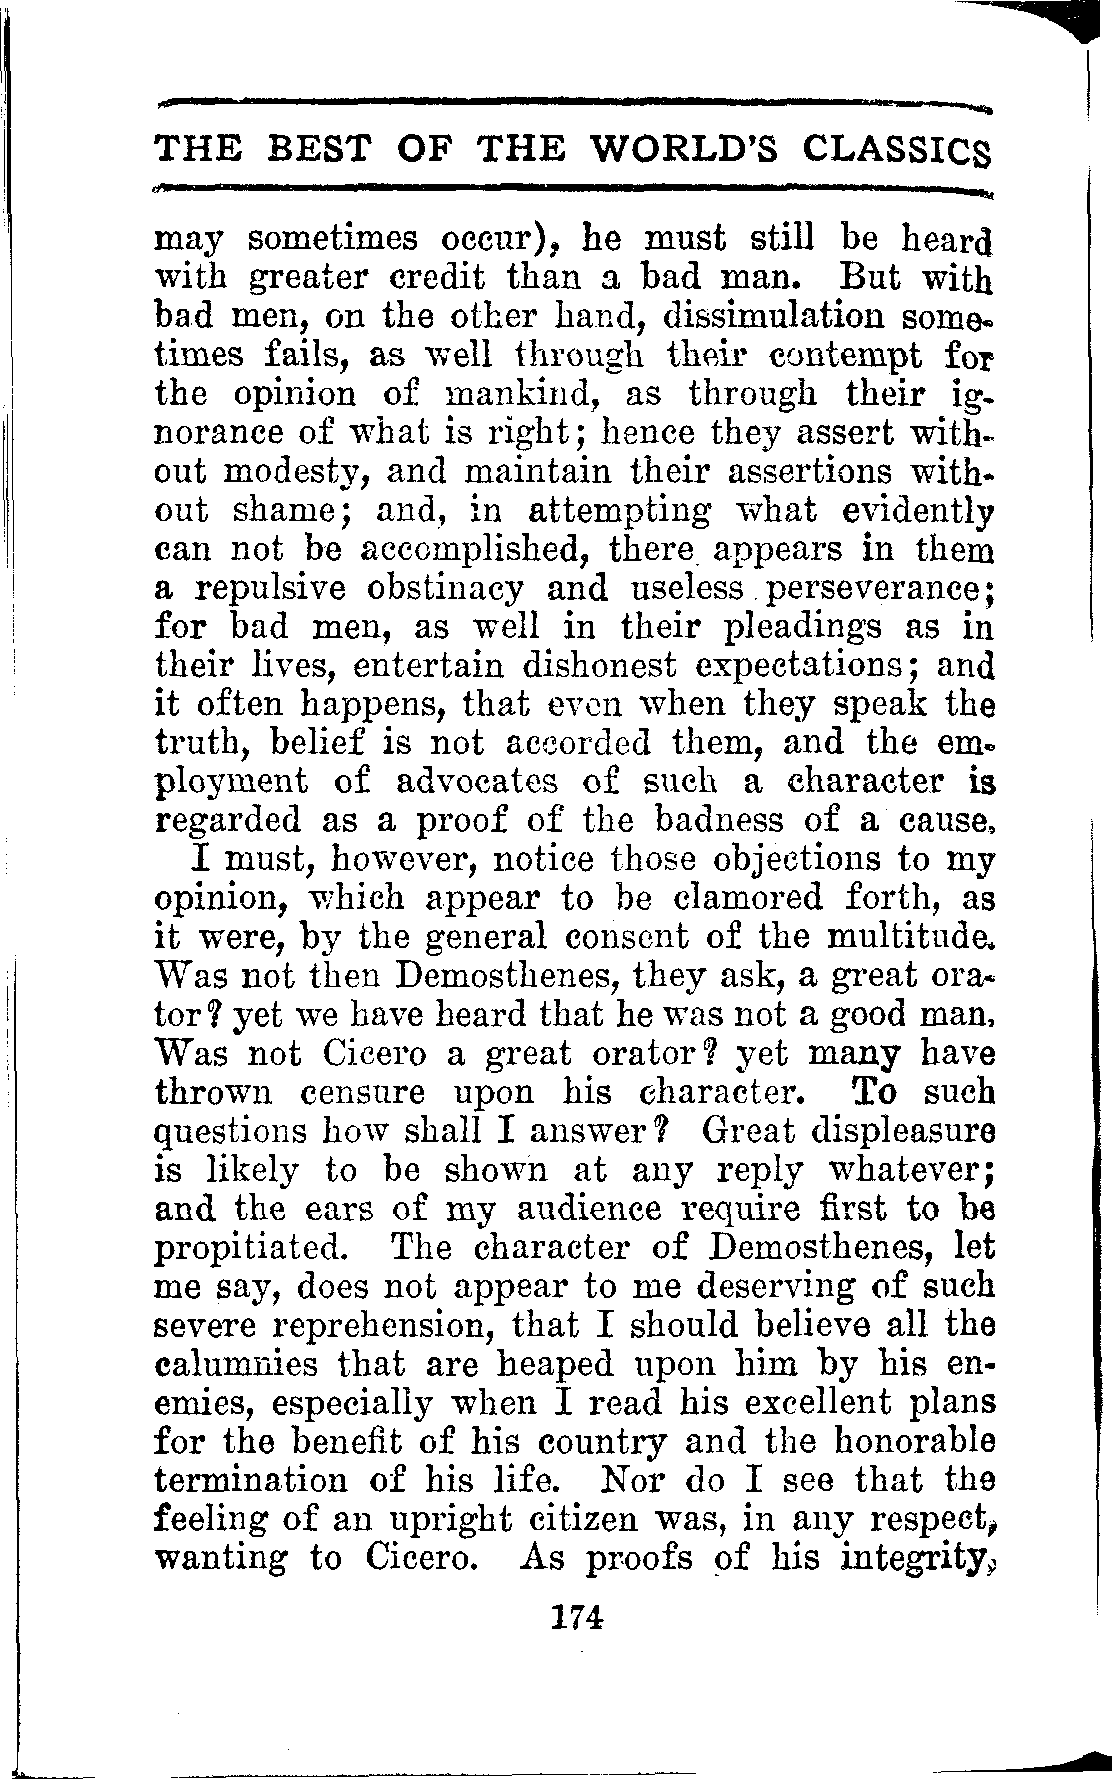 THE BEST OF THE WORLD'S CLASSICS
may sometimes occur), he must still be heard
with greater credit than a bad man. But with
bad men, on the other hand, dissimulation some-
times fails, as well through their contempt for
the opinion of mankind, as through their ig-
norance of what is right; hence they assert with-
out modesty, and maintain their assertions with-
out shame; and, in attempting what evidently
can not be accomplished, there appears in them
a repulsive obstinacy and useless perseverance;
for bad men, as well in their pleadings as in
their lives, entertain dishonest expectations; and
it often happens, that even when they speak the
truth, belief is not accorded them, and the em-
ployment of advocates of such a character is
regarded as a proof of the badness of a cause.
I must, however, notice those objections to my
opinion, which appear to be clamored forth, as
it were, by the general consent of the multitude.
Was not then Demosthenes, they ask, a great ora-
tor? yet we have heard that he was not a good man.
Was not Cicero a great orator? yet many have
thrown censure upon his character. To such
questions how shall I answer? Great displeasure
is likely to be shown at any reply whatever;
and the ears of my audience require first to be
propitiated. The character of Demosthenes, let
me say, does not appear to me deserving of such
severe reprehension, that I should believe all the
calumnies that are heaped upon him by his en-
emies, especially when I read his excellent plans
for the benefit of his country and the honorable
termination of his life. Nor do I see that the
feeling of an upright citizen was, in any respect,
wanting to Cicero. As proofs of his integrity,
174